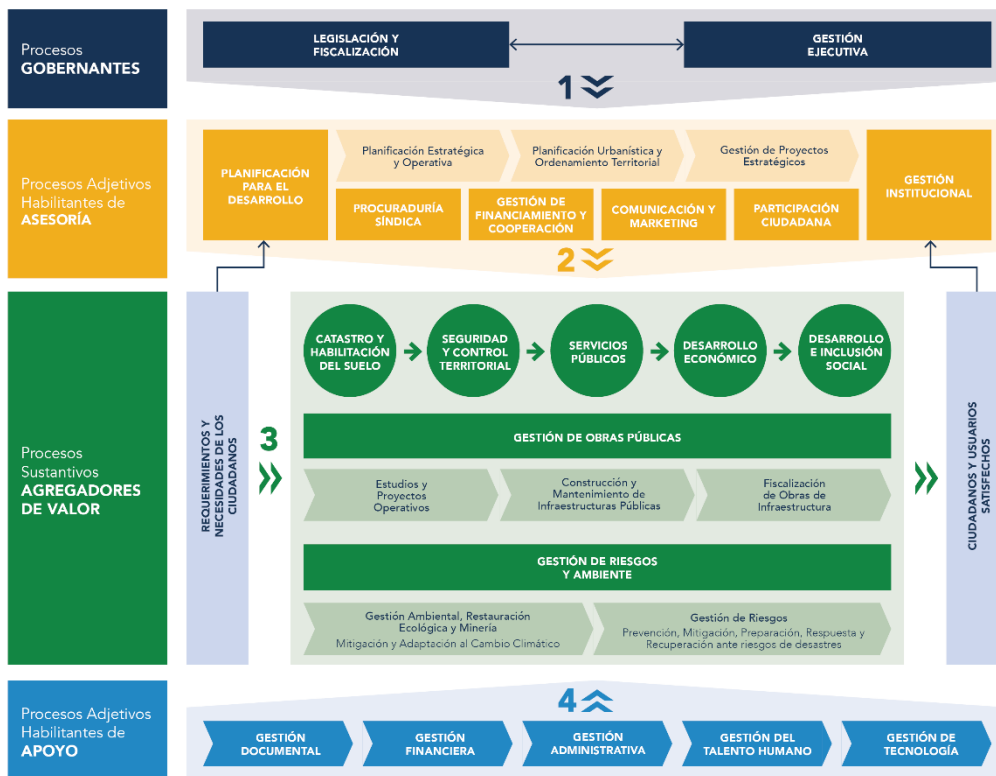 Procesos
GOBERNANTES
LEGISLACIÓN Y
FISCALIZACIÓN
GESTIÓN
EJECUTIVA
1
Procesos Adjetivos
Habilitantes de
ASESORÍA
PLANIFICACIÓN
PARA EL
DESARROLLO
Planificación Estratégica
y Operativa
Planificación Urbanística y
Ordenamiento Territorial
Gestión de Proyectos
Estratégicos
PROCURADURÍA
SÍNDICA
GESTIÓN DE
FINANCIAMIENTO Y
COOPERACIÓN
COMUNICACIÓN Y
MARKETING
PARTICIPACIÓN
CIUDADANA
GESTIÓN
INSTITUCIONAL
2
Procesos
Sustantivos
AGREGADORES
DE VALOR
REQUERIMIENTOS Y
NECESIDADES DE LOS
CIUDADANOS
3
CATASTRO Y
HABILITACIÓN
DEL SUELO
SEGURIDAD
Y CONTROL
TERRITORIAL
SERVICIOS
PÚBLICOS
DESARROLLO
ECONÓMICO
DESARROLLO
E INCLUSIÓN
SOCIAL
GESTIÓN DE OBRAS PÚBLICAS
Estudios y
Proyectos
Operativos
Construcción y
Mantenimiento de
Infraestructuras Públicas
Fiscalización
de Obras de
Infraestructura
GESTIÓN DE RIESGOS
Y AMBIENTE
Gestión Ambiental, Restauración
Ecológica y Minería
Mitigación y Adaptación al Cambio Climático
Gestión de Riesgos
Prevención, Mitigación, Preparación, Respuesta y
Recuperación ante riesgos de desastres
CIUDADANOS Y USUARIOS
SATISFECHOS
Procesos Adjetivos
Habilitantes de
APOYO
4
GESTIÓN
DOCUMENTAL
GESTIÓN
FINANCIERA
GESTIÓN
ADMINISTRATIVA
GESTIÓN DEL
TALENTO HUMANO
GESTIÓN DE
TECNOLOGÍA